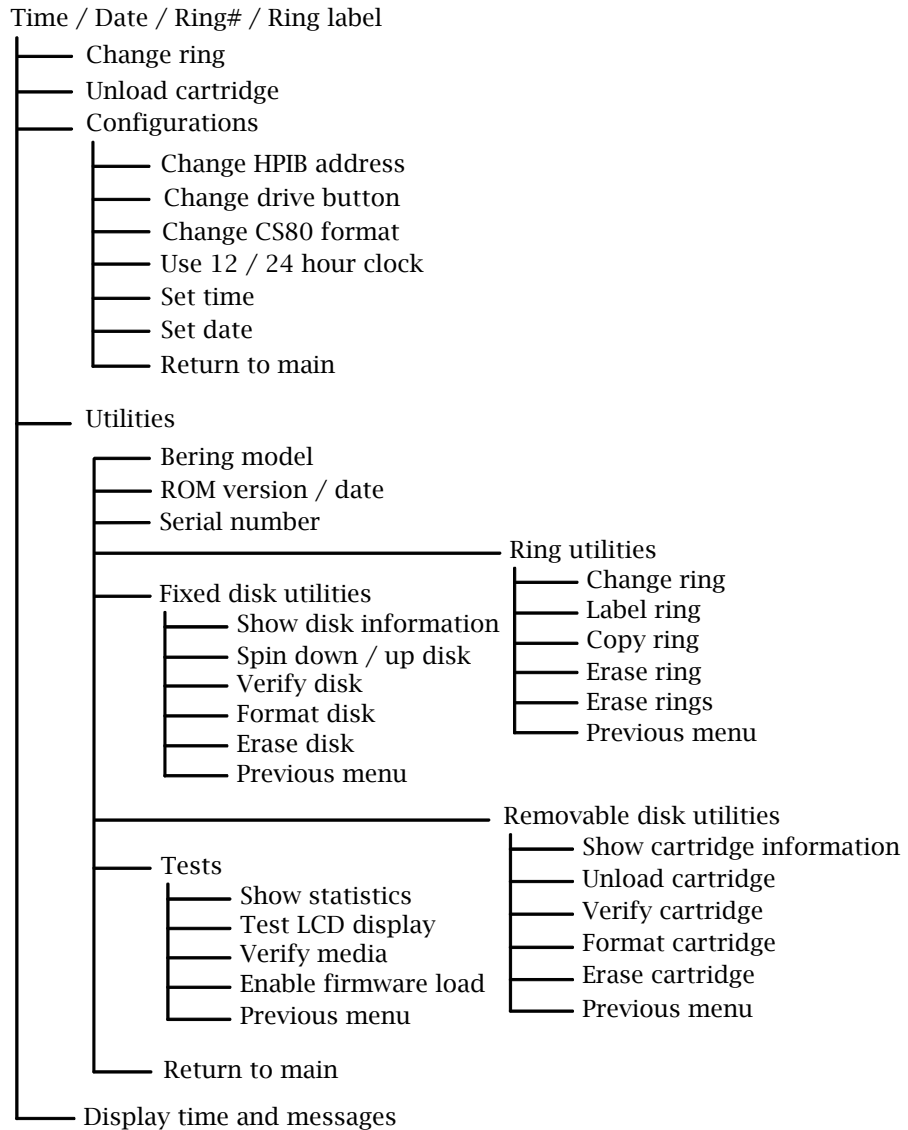 Time / Date / Ring# / Ring label
Change ring
Unload cartridge
Configurations
Change HPIB address
Change drive button
Change CS80 format
Use 12 / 24 hour clock
Set time
Set date
Return to main
Utilities
Bering model
ROM version / date
Serial number
Ring utilities
Change ring
Label ring
Copy ring
Erase ring
Erase rings
Previous menu
Fixed disk utilities
Show disk information
Spin down / up disk
Verify disk
Format disk
Erase disk
Previous menu
Removable disk utilities
Show cartridge information
Unload cartridge
Verify cartridge
Format cartridge
Erase cartridge
Previous menu
Tests
Show statistics
Test LCD display
Verify media
Enable firmware load
Previous menu
Return to main
Display time and messages